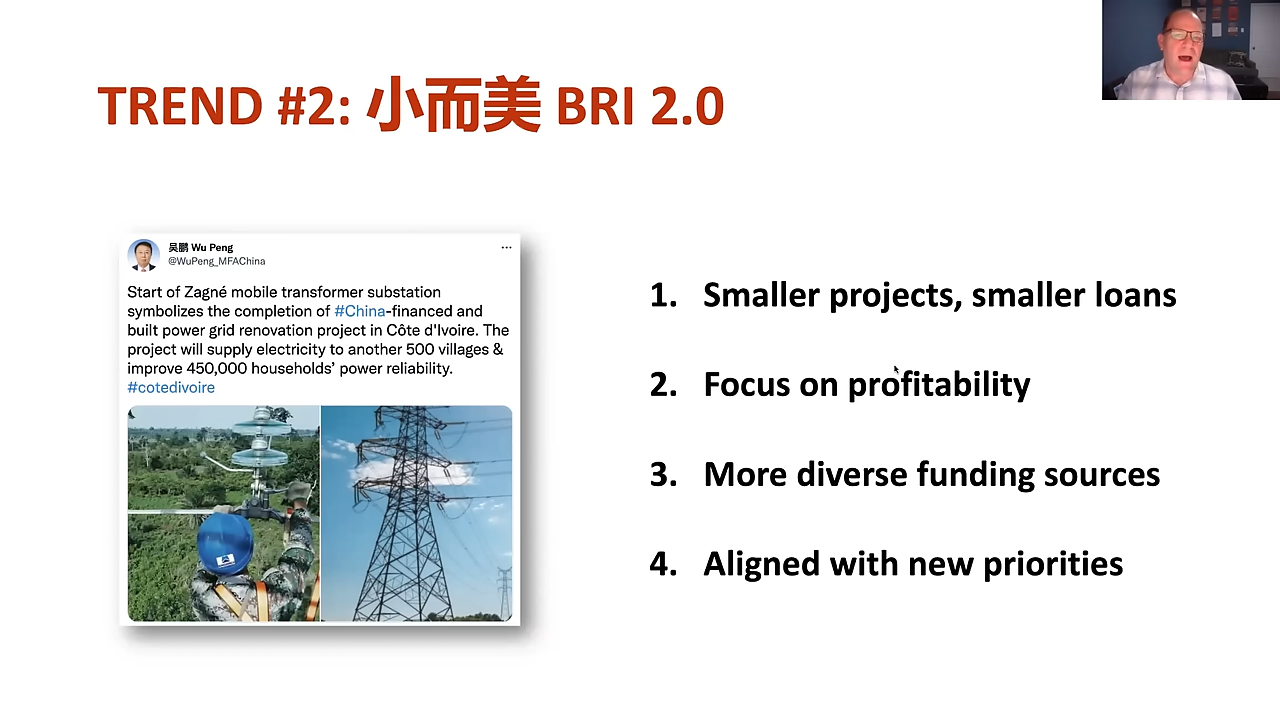 TREND #2: 小而美 BRI 2.0
吴鹏 Wu Peng
@WuPeng_MFAChina
Start of Zagné mobile transformer substation
symbolizes the completion of #China-financed and
built power grid renovation project in Côte d'Ivoire. The
project will supply electricity to another 500 villages &
improve 450,000 households’ power reliability.
#cotedivoire
1. Smaller projects, smaller loans
2. Focus on profitability
3. More diverse funding sources
4. Aligned with new priorities